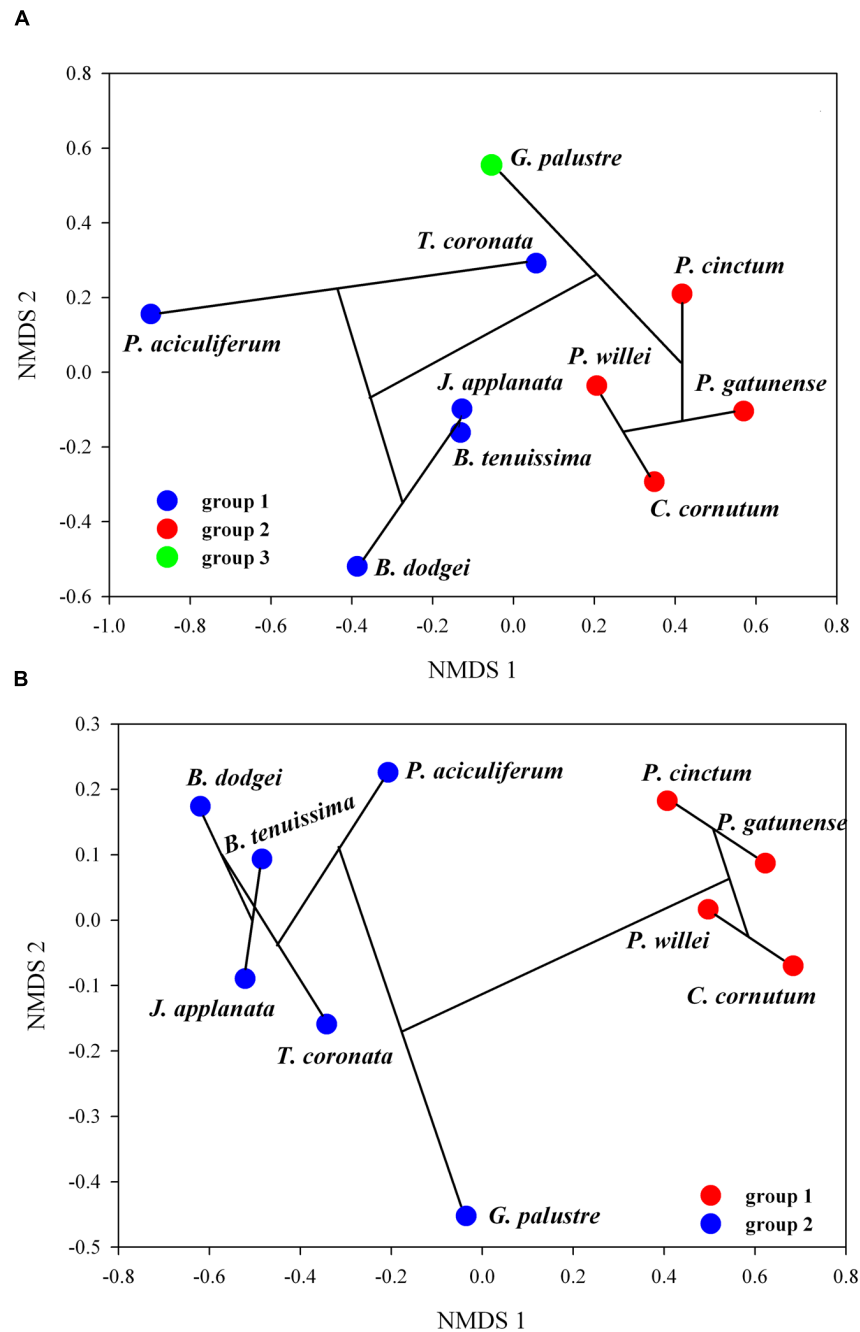 A
0.8
0.6
0.4
0.2
0.0
-0.2
-0.4
-0.6
NMDS 2
G. palustre
T. coronata
P. cinctum
P. aciculiferum
P. willei
J. applanata
P. gatunense
B. tenuissima
C. cornutum
B. dodgei
group 1
group 2
group 3
-1.0 -0.8 -0.6 -0.4 -0.2 0.0 0.2 0.4 0.6 0.8
NMDS 1
B
0.3
0.2
0.1
0.0
-0.1
-0.2
-0.3
-0.4
-0.5
NMDS 2
B. dodgei
P. aciculiferum
P. cinctum
B. tenuissima
P. gatunense
P. willei
J. applanata
C. cornutum
T. coronata
G. palustre
group 1
group 2
-0.8 -0.6 -0.4 -0.2 0.0 0.2 0.4 0.6 0.8
NMDS 1